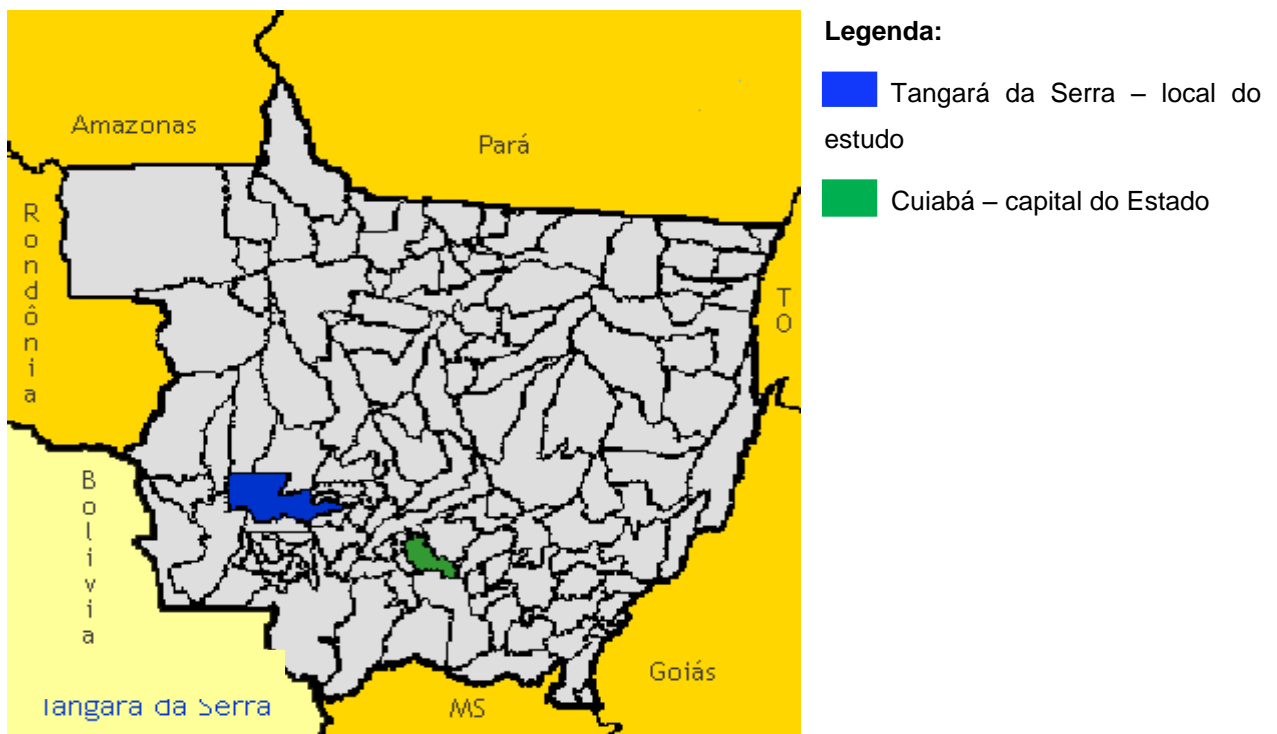 Legenda:
Tangará da Serra – local do
estudo
Cuiabá – capital do Estado
Amazonas
Pará
Rondônia
TO
Bolivia
Goiás
MS
Tangara da Serra